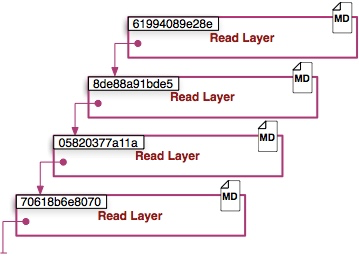 61994089e28e
MD
Read Layer
8de88a91bde5
MD
Read Layer
05820377a11a
MD
Read Layer
70618b6e8070
MD
Read Layer